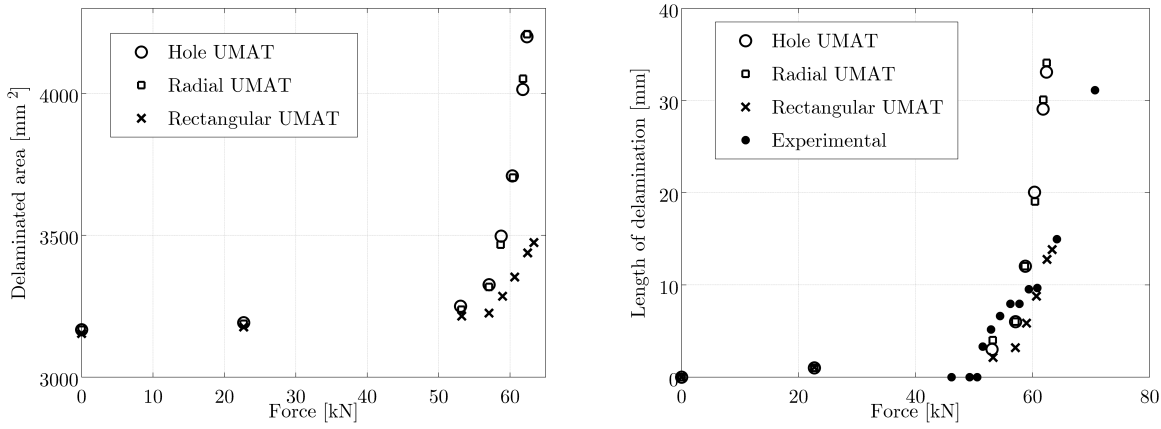 Hole UMAT
Radial UMAT
Rectangular UMAT
Delaminated area [mm 2]
4000
3500
3000
0 10 20 30 40 50 60
Force [kN]
Hole UMAT
Radial UMAT
Rectangular UMAT
Experimental
Length of delamination [mm]
40
30
20
10
0
0 20 40 60 80
Force [kN]